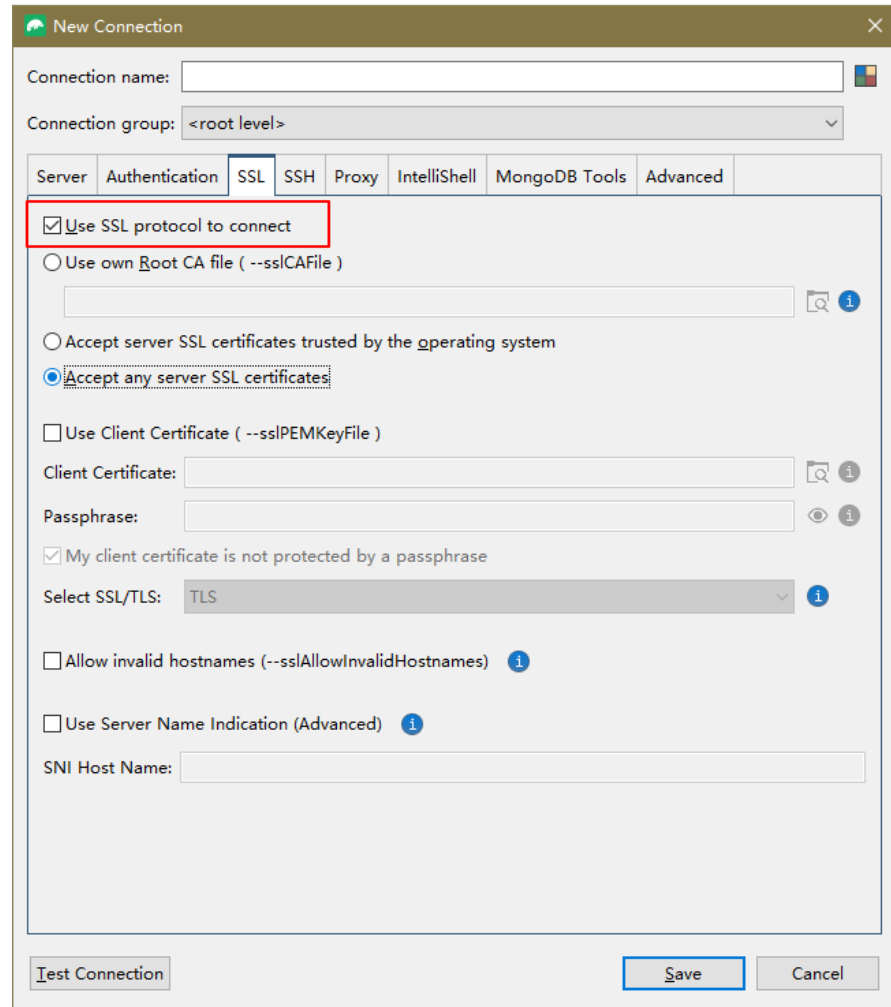 New Connection
Connection name:
Connection group: <root level>
Server Authentication SSL SSH Proxy IntelliShell MongoDB Tools Advanced
Use SSL protocol to connect
Use own Root CA file ( --sslCAFile )
Accept server SSL certificates trusted by the operating system
Accept any server SSL certificates
Use Client Certificate ( --sslPEMKeyFile )
Client Certificate:
Passphrase:
My client certificate is not protected by a passphrase
Select SSL/TLS: TLS
Allow invalid hostnames (--sslAllowInvalidHostnames)
Use Server Name Indication (Advanced)
SNI Host Name:
Test Connection Save Cancel